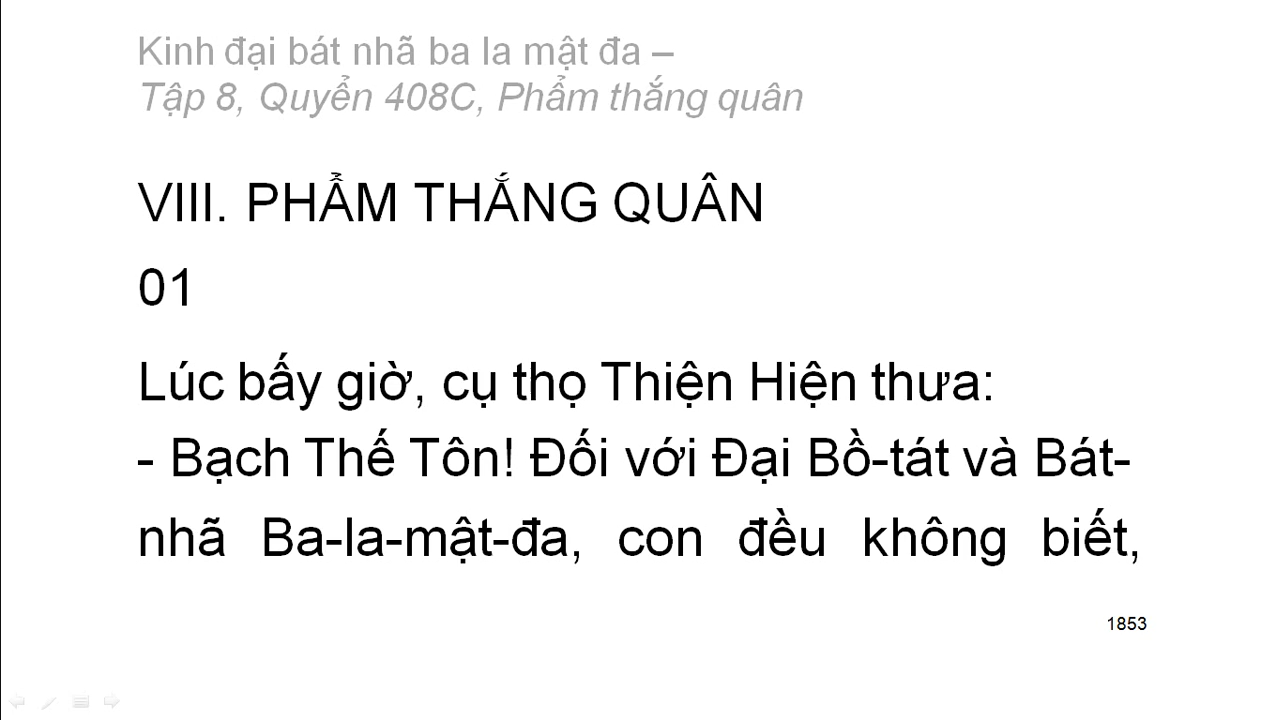 Kinh đại bát nhã ba la mật đa –
Tập 8, Quyển 408C, Phẩm thắng quân
VIII. PHẨM THẮNG QUÂN
01
Lúc bấy giờ, cụ thọ Thiện Hiện thưa:
- Bạch Thế Tôn! Đối với Đại Bồ-tát và Bát-
nhã Ba-la-mật-đa, con đều không biết,
1853